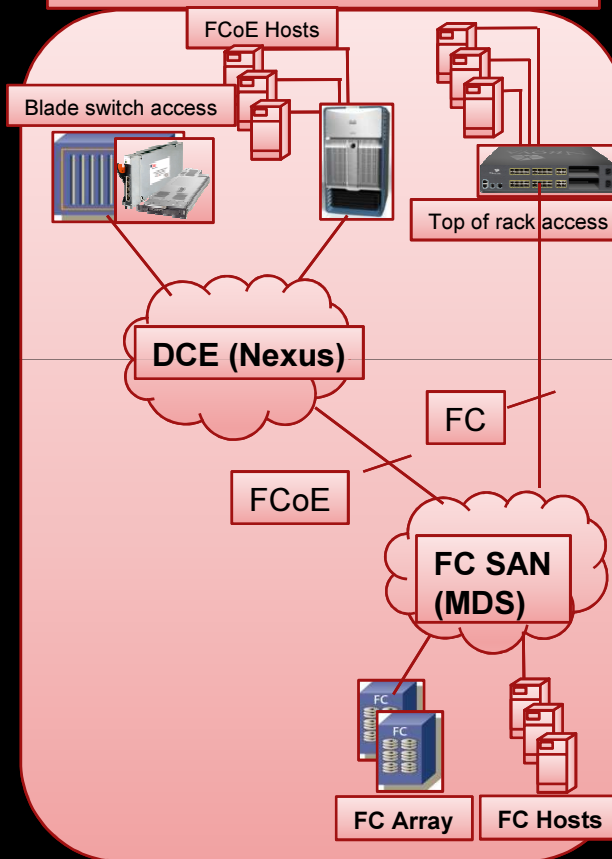 FCoE Hosts
Blade switch access
Top of rack access
DCE (Nexus)
FC
FCoE
FC SAN
(MDS)
FC
FC
FC Array
FC Hosts